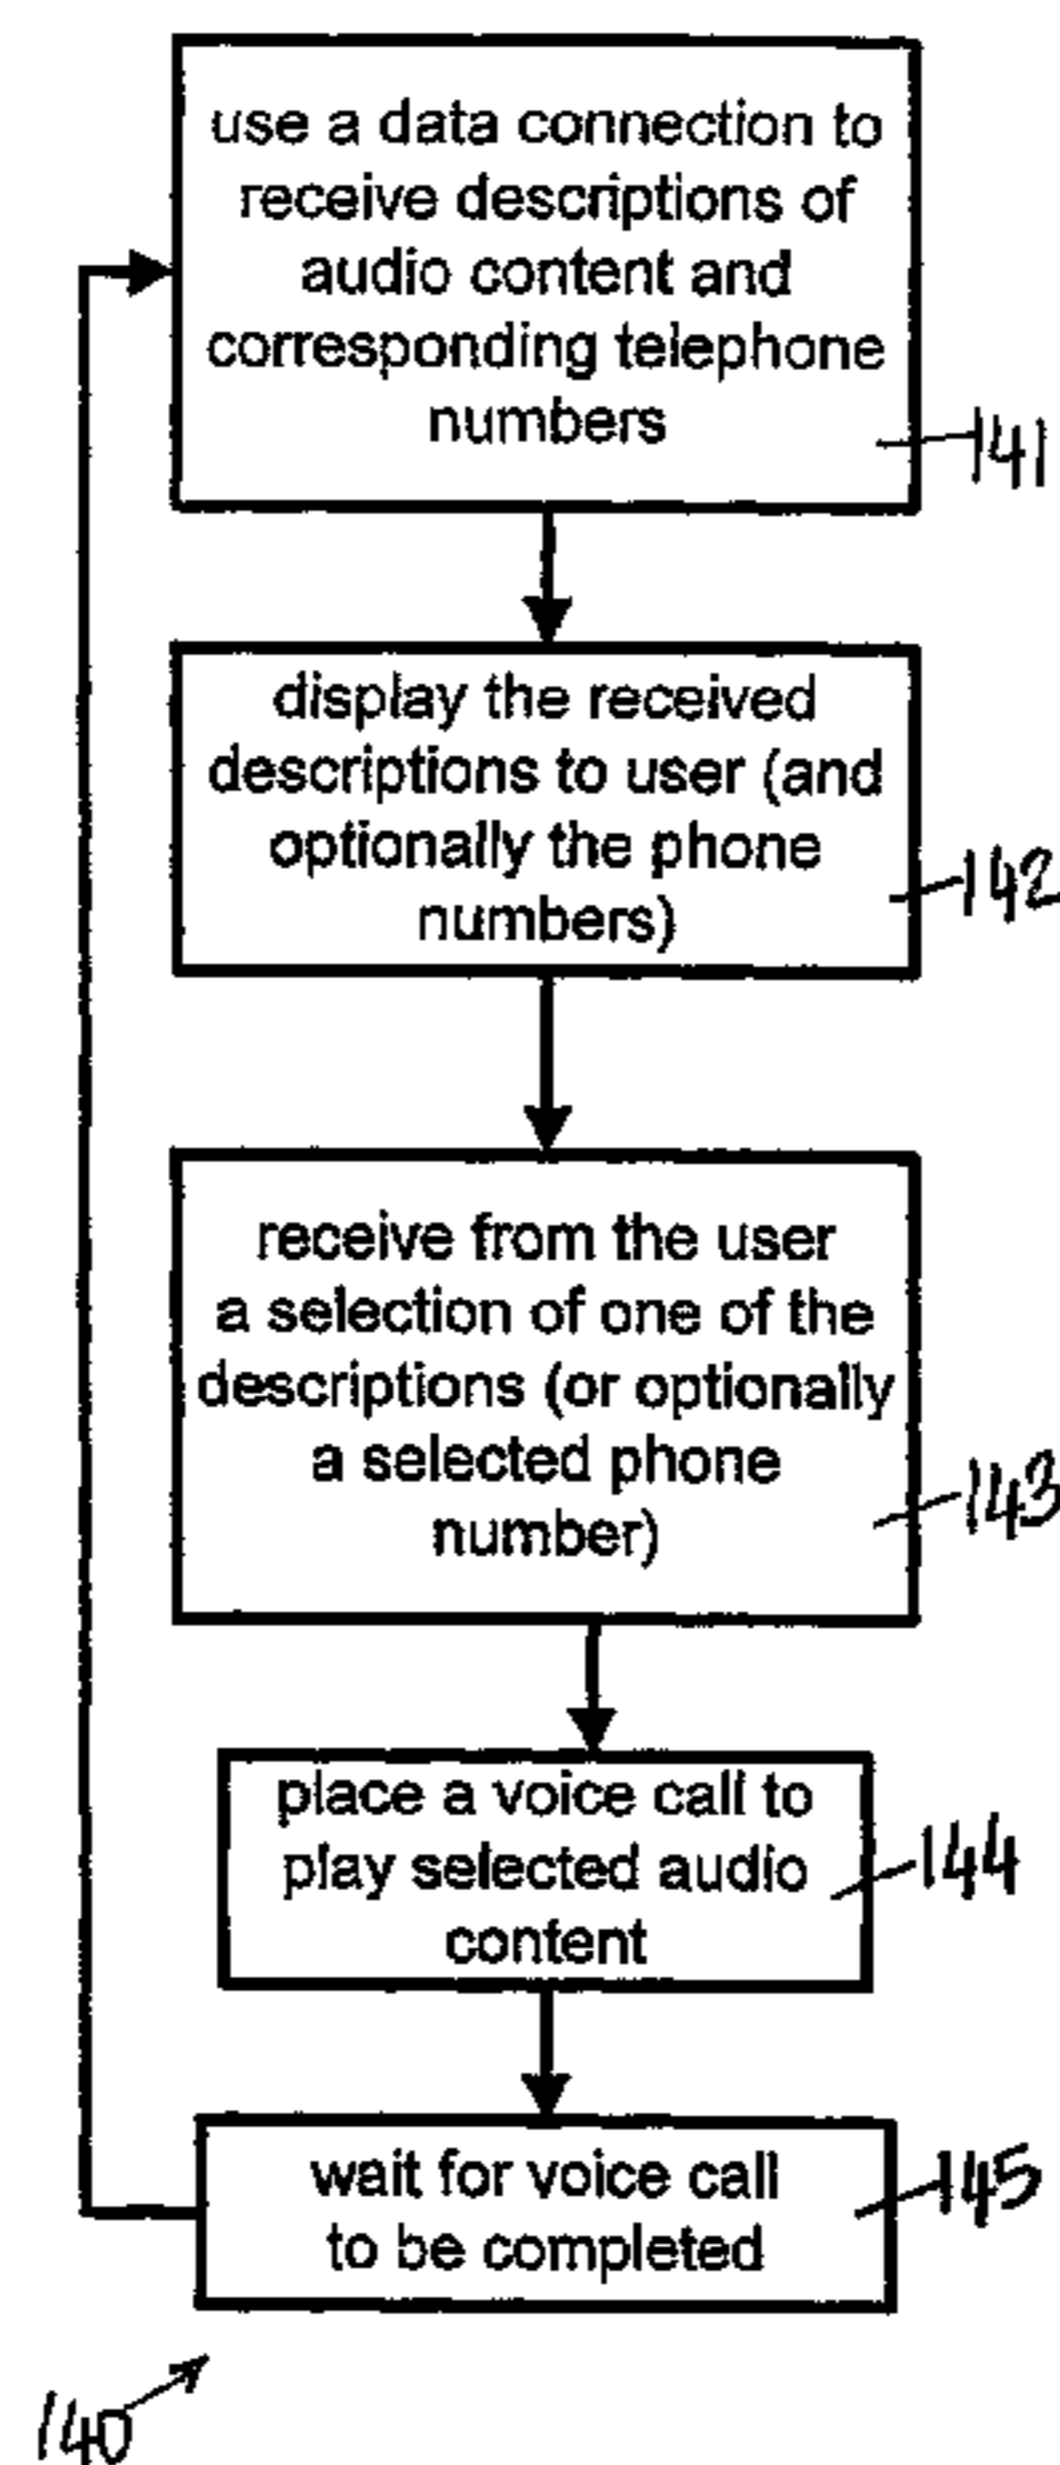 use a data connection to
receive descriptions of
audio content and
corresponding telephone
numbers
141
display the received
descriptions to user (and
optionally the phone
numbers)
142
receive from the user
a selection of one of the
descriptions (or optionally
a selected phone
number)
143
place a voice call to
play selected audio
content
144
wait for voice call
to be completed
145
140